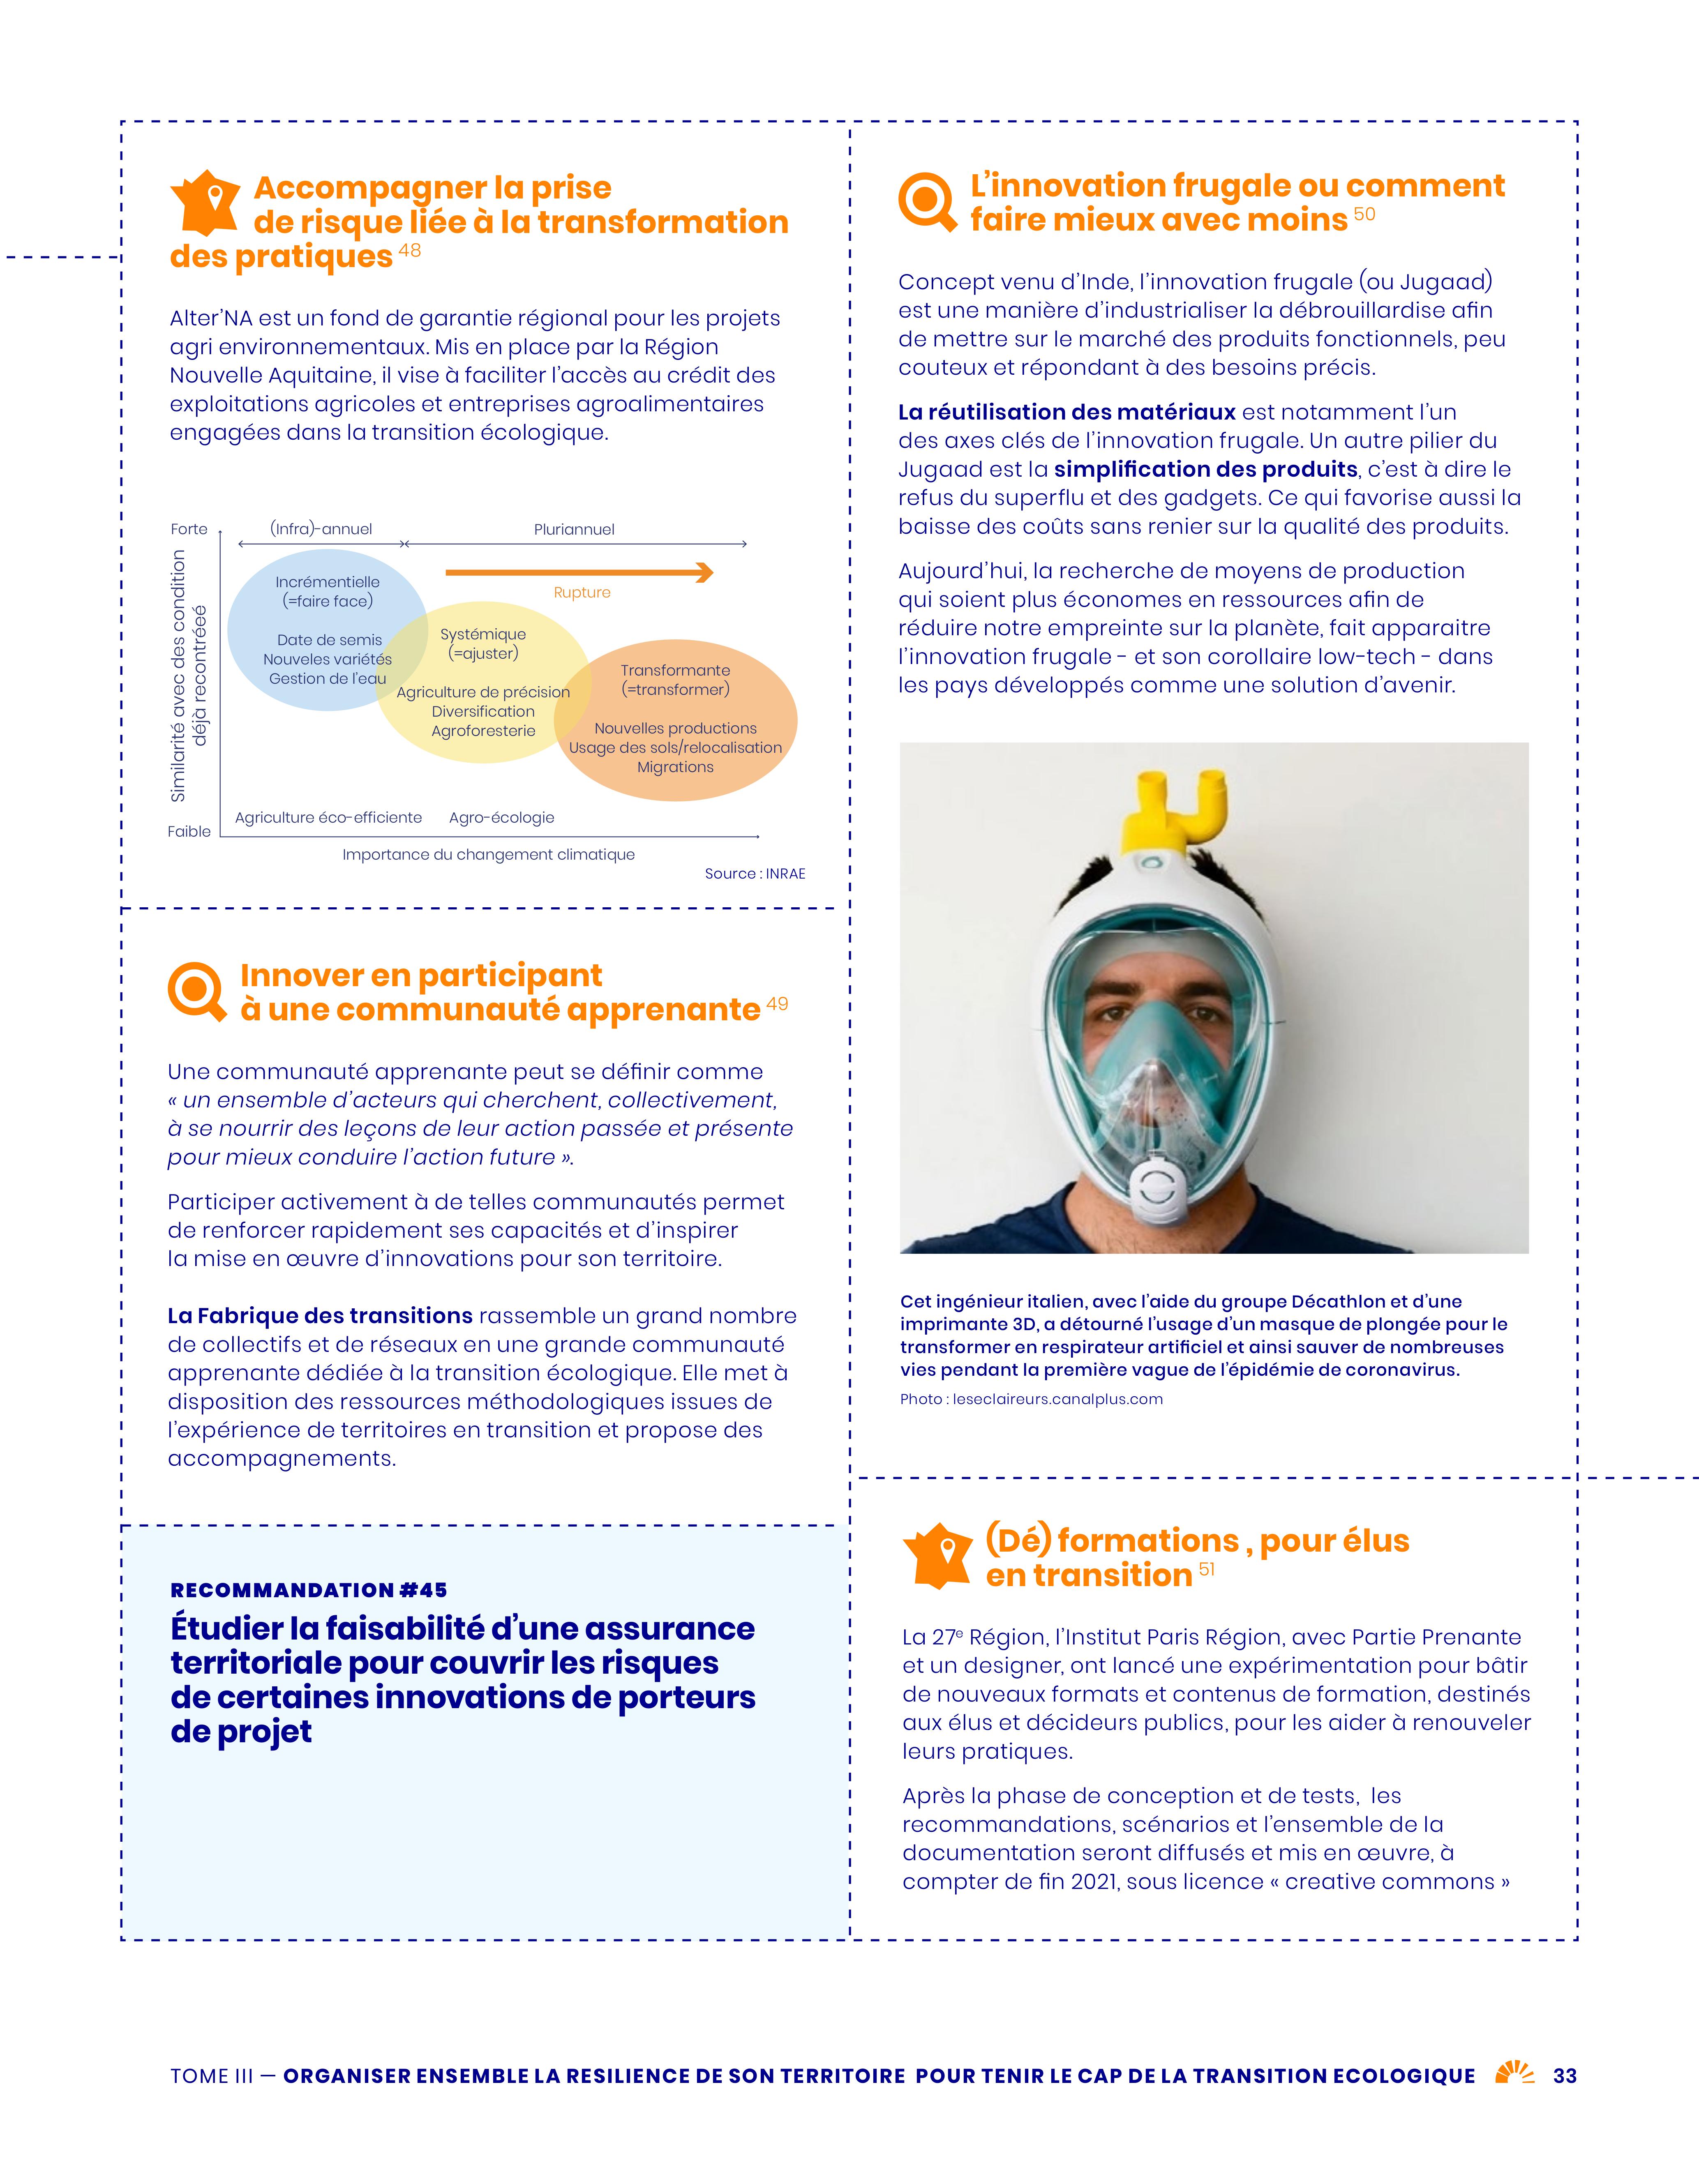 Accompagner la prise
de risque liée à la transformation
des pratiques 48
Alter’NA est un fond de garantie régional pour les projets
agri environnementaux. Mis en place par la Région
Nouvelle Aquitaine, il vise à faciliter l’accès au crédit des
exploitations agricoles et entreprises agroalimentaires
engagées dans la transition écologique.
Forte
(Infra)-annuel
Pluriannuel
Similarité avec des condition
déjà recontréeé
Rupture
Incrémentielle
(=faire face)
Date de semis
Nouveles variétés
Gestion de l’eau
Systémique
(=ajuster)
Agriculture de précision
Diversification
Agroforesterie
Transformante
(=transformer)
Nouvelles productions
Usage des sols/relocalisation
Migrations
Agriculture éco-efficiente
Agro-écologie
Faible
Importance du changement climatique
Source : INRAE
Innover en participant
à une communauté apprenante 49
Une communauté apprenante peut se définir comme
« un ensemble d’acteurs qui cherchent, collectivement,
à se nourrir des leçons de leur action passée et présente
pour mieux conduire l’action future ».
Participer activement à de telles communautés permet
de renforcer rapidement ses capacités et d’inspirer
la mise en œuvre d’innovations pour son territoire.
La Fabrique des transitions rassemble un grand nombre
de collectifs et de réseaux en une grande communauté
apprenante dédiée à la transition écologique. Elle met à
disposition des ressources méthodologiques issues de
l’expérience de territoires en transition et propose des
accompagnements.
RECOMMANDATION #45
Étudier la faisabilité d’une assurance
territoriale pour couvrir les risques
de certaines innovations de porteurs
de projet
L’innovation frugale ou comment
faire mieux avec moins 50
Concept venu d’Inde, l’innovation frugale (ou Jugaad)
est une manière d’industrialiser la débrouillardise afin
de mettre sur le marché des produits fonctionnels, peu
couteux et répondant à des besoins précis.
La réutilisation des matériaux est notamment l’un
des axes clés de l’innovation frugale. Un autre pilier du
Jugaad est la simplification des produits, c’est à dire le
refus du superflu et des gadgets. Ce qui favorise aussi la
baisse des coûts sans renier sur la qualité des produits.
Aujourd’hui, la recherche de moyens de production
qui soient plus économes en ressources afin de
réduire notre empreinte sur la planète, fait apparaitre
l’innovation frugale - et son corollaire low-tech - dans
les pays développés comme une solution d’avenir.
Cet ingénieur italien, avec l’aide du groupe Décathlon et d’une
imprimante 3D, a détourné l’usage d’un masque de plongée pour le
transformer en respirateur artificiel et ainsi sauver de nombreuses
vies pendant la première vague de l’épidémie de coronavirus.
Photo : leseclaireurs.canalplus.com
(Dé) formations , pour élus
en transition 51
La 27e Région, l’Institut Paris Région, avec Partie Prenante
et un designer, ont lancé une expérimentation pour bâtir
de nouveaux formats et contenus de formation, destinés
aux élus et décideurs publics, pour les aider à renouveler
leurs pratiques.
Après la phase de conception et de tests, les
recommandations, scénarios et l’ensemble de la
documentation seront diffusés et mis en œuvre, à
compter de fin 2021, sous licence « creative commons »
TOME III — ORGANISER ENSEMBLE LA RESILIENCE DE SON TERRITOIRE POUR TENIR LE CAP DE LA TRANSITION ECOLOGIQUE 33